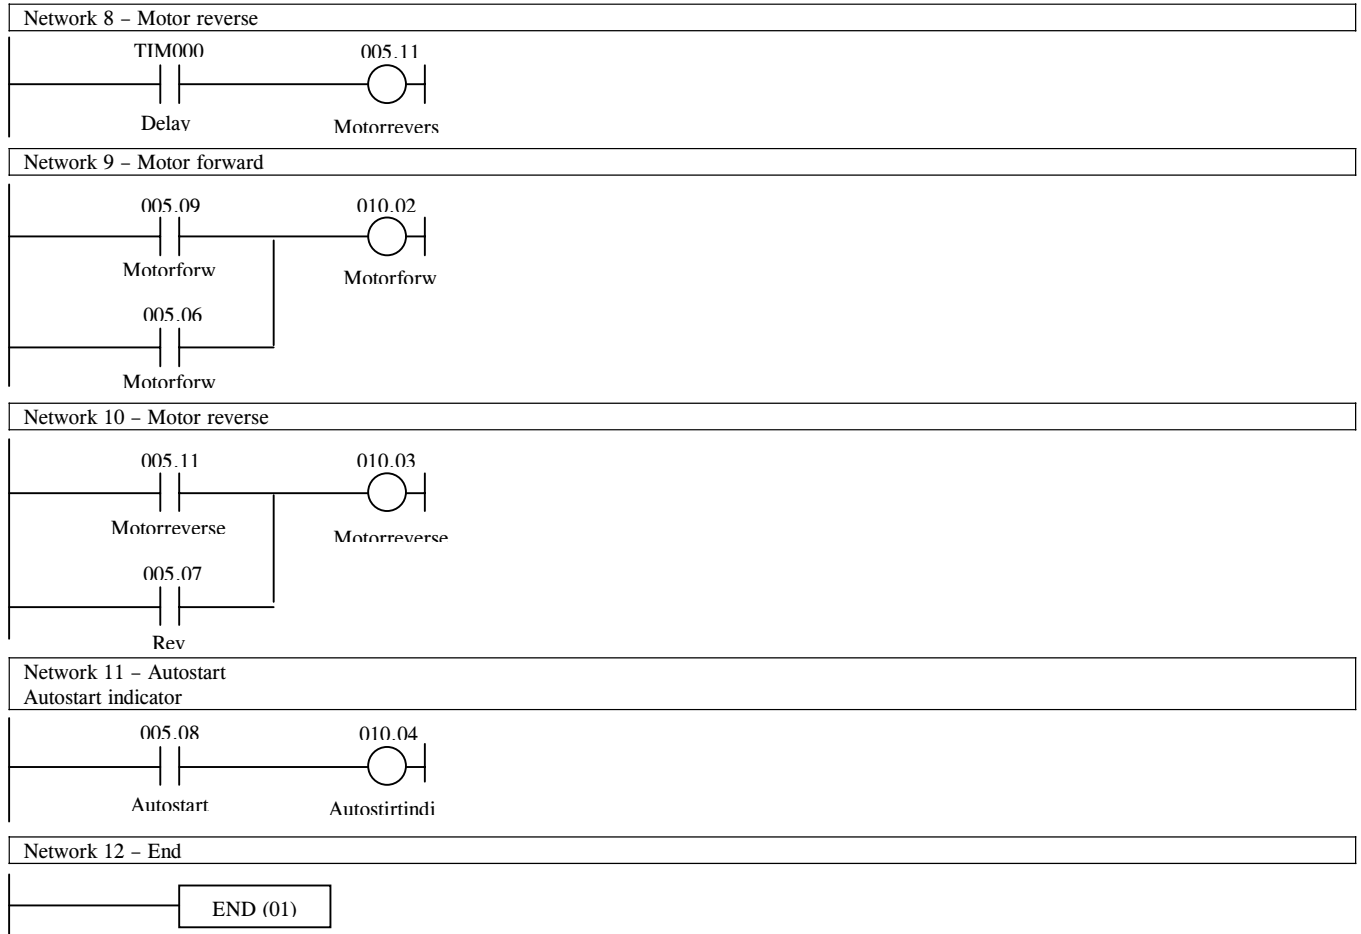 Network 8 – Motor reverse
TIM000 005.11
Delay Motorrevers
Network 9 – Motor forward
005.09 010.02
Motorforw Motorforw
005.06
Motorforw
Network 10 – Motor reverse
005.11 010.03
Motorreverse Motorreverse
005.07
Rev
Network 11 – Autostart
Autostart indicator
005.08 010.04
Autostart Autostirtindi
Network 12 – End
END (01)